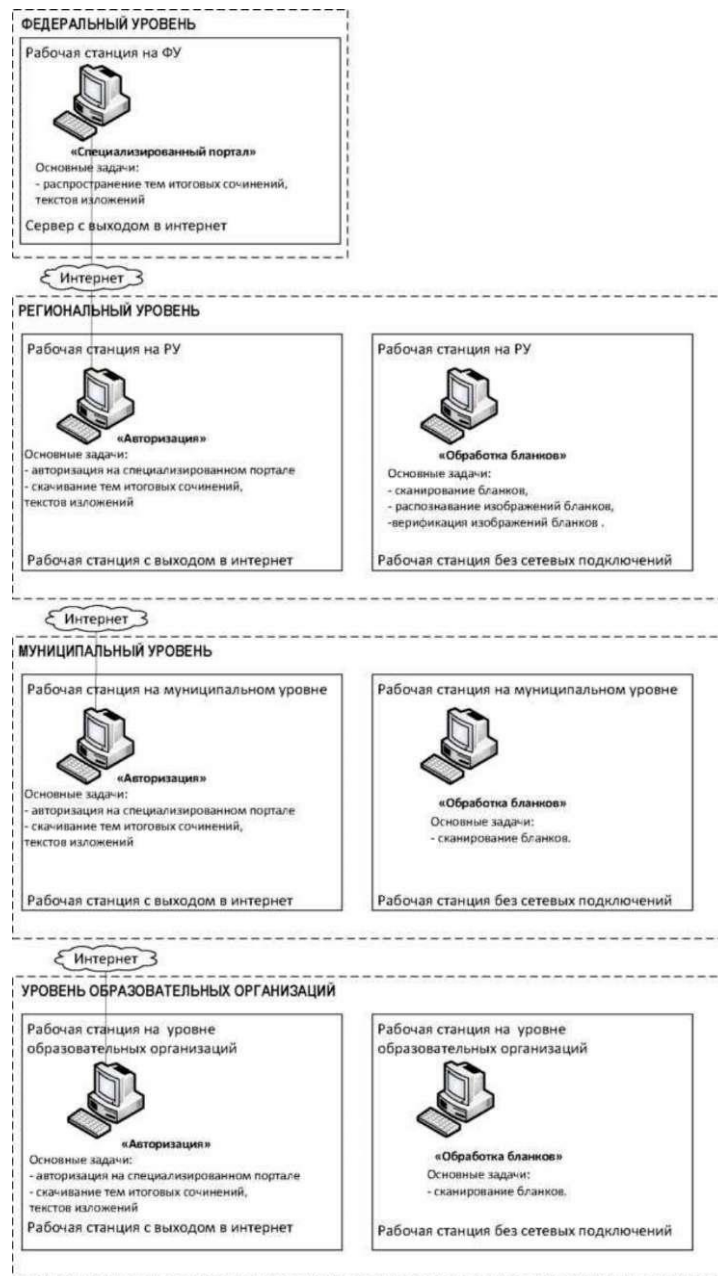 ФЕДЕРАЛЬНЫЙ УРОВЕНЬ
Рабочая станция на ФУ
«Специализированный портал»
Основные задачи:
- распространение тем итоговых сочинений,
текстов изложений
Сервер с выходом в интернет
Интернет
РЕГИОНАЛЬНЫЙ УРОВЕНЬ
Рабочая станция на РУ
«Авторизация»
Основные задачи:
- авторизация на специализированном портале
- скачивание тем итоговых сочинений,
текстов изложений
Рабочая станция с выходом в интернет
Рабочая станция на РУ
«Обработка бланков»
Основные задачи:
- сканирование бланков,
- распознавание изображений бланков,
-верификация изображений бланков .
Рабочая станция без сетевых подключений
Интернет
МУНИЦИПАЛЬНЫЙ УРОВЕНЬ
Рабочая станция на муниципальном уровне
«Авторизация»
Основные задачи:
- авторизация на специализированном портале
- скачивание тем итоговых сочинений,
текстов изложений
Рабочая станция с выходом в интернет
Рабочая станция на муниципальном уровне
«Обработка бланков»
Основные задачи:
- сканирование бланков.
Рабочая станция без сетевых подключений
Интернет
УРОВЕНЬ ОБРАЗОВАТЕЛЬНЫХ ОРГАНИЗАЦИЙ
Рабочая станция на уровне
образовательных организаций
«Авторизация»
Основные задачи:
- авторизация на специализированном портале
- скачивание тем итоговых сочинений,
текстов изложений
Рабочая станция с выходом в интернет
Рабочая станция на уровне
образовательных организаций
«Обработка бланков»
Основные задачи:
- сканирование бланков.
Рабочая станция без сетевых подключений